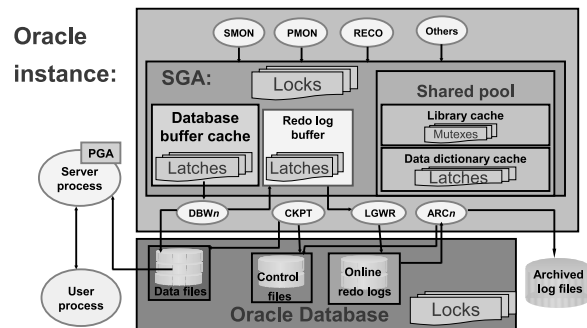 Oracle
instance:
SMON
PMON
RECO
Others
SGA:
Locks
Shared pool
Database
buffer cache
Latches
Redo log
buffer
Latches
Library cache
Mutexes
Data dictionary cache
Latches
PGA
Server
process
DBWn
CKPT
LGWR
ARCn
User
process
Data files
Control
files
Online
redo logs
Archived
log files
Oracle Database
Locks